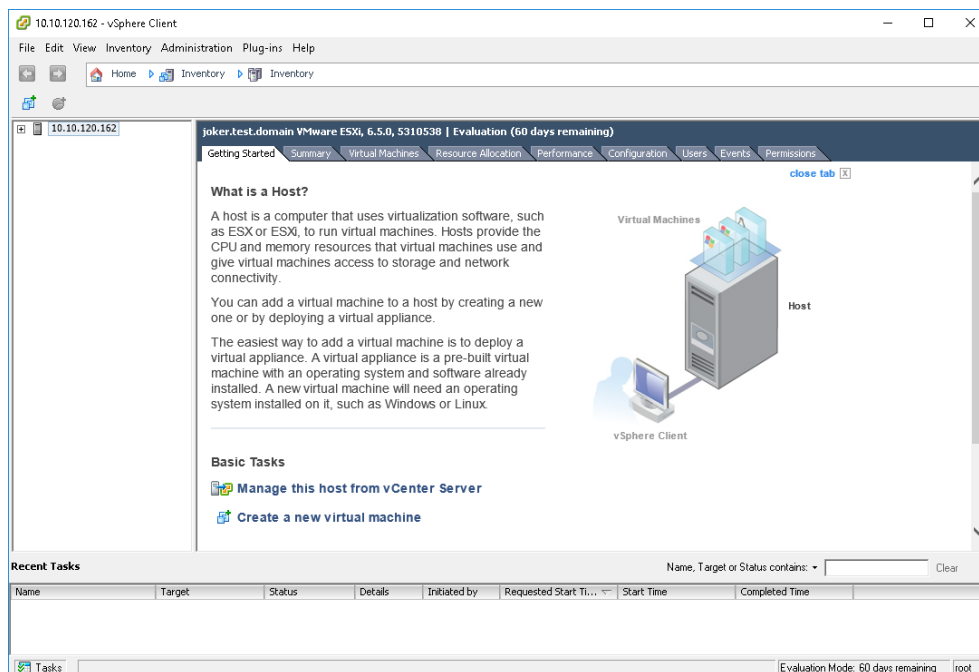 10.10.120.162 - vSphere Client
File Edit View Inventory Administration Plug-ins Help
Home Inventory Inventory
10.10.120.162
joker.test.domain VMware ESXi, 6.5.0, 5310538 | Evaluation (60 days remaining)
Getting Started Summary Virtual Machines Resource Allocation Performance Configuration Users Events Permissions
close tab X
What is a Host?
A host is a computer that uses virtualization software, such
as ESX or ESXi, to run virtual machines. Hosts provide the
CPU and memory resources that virtual machines use and
give virtual machines access to storage and network
connectivity.
You can add a virtual machine to a host by creating a new
one or by deploying a virtual appliance.
The easiest way to add a virtual machine is to deploy a
virtual appliance. A virtual appliance is a pre-built virtual
machine with an operating system and software already
installed. A new virtual machine will need an operating
system installed on it, such as Windows or Linux.
Virtual Machines
Host
vSphere Client
Basic Tasks
Manage this host from vCenter Server
Create a new virtual machine
Recent Tasks
Name, Target or Status contains: Clear
Name Target Status Details Initiated by Requested Start Ti... Start Time Completed Time
Tasks
Evaluation Mode: 60 days remaining root